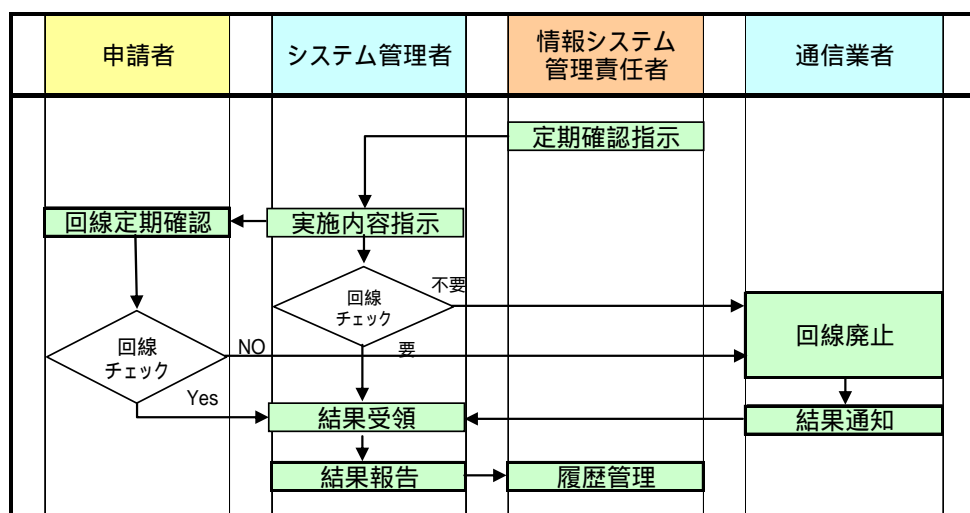 申請者
システム管理者
情報システム
管理責任者
通信業者
定期確認指示
回線定期確認
実施内容指示
回線
チェック
不要
回線廃止
回線
チェック
NO
要
Yes
結果受領
結果通知
結果報告
履歴管理